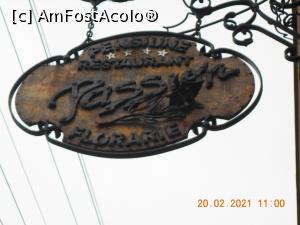 [c] AmFostAcolo®
PENSIUNE
RESTAURANT
FLORARIE
20.02.2021 11:00